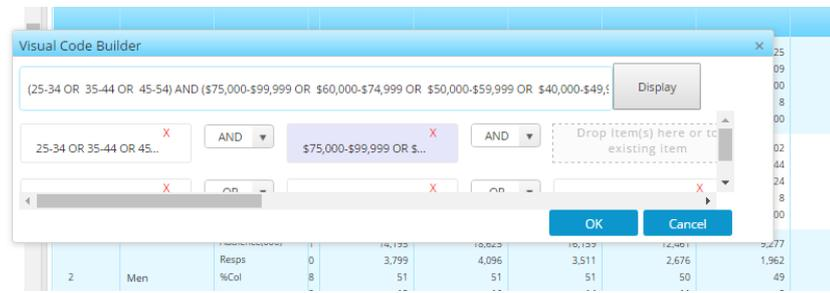 Visual Code Builder ×
(25-34 OR 35-44 OR 45-54) AND ($75,000-$99,999 OR $60,000-$74,999 OR $50,000-$59,999 OR $40,000-$49,9
Display
X
25-34 OR 35-44 OR 45...
AND
X
$75,000-$99,999 OR $...
AND
Drop Item(s) here or to
existing item
X OR X OR X
OK Cancel
25
09
00
8
00
02
44
24
8
00
14,195 18,625 16,159 12,461 9,277
Resps 0 3,799 4,096 3,511 2,676 1,962
2 Men %Col 8 51 51 51 50 49